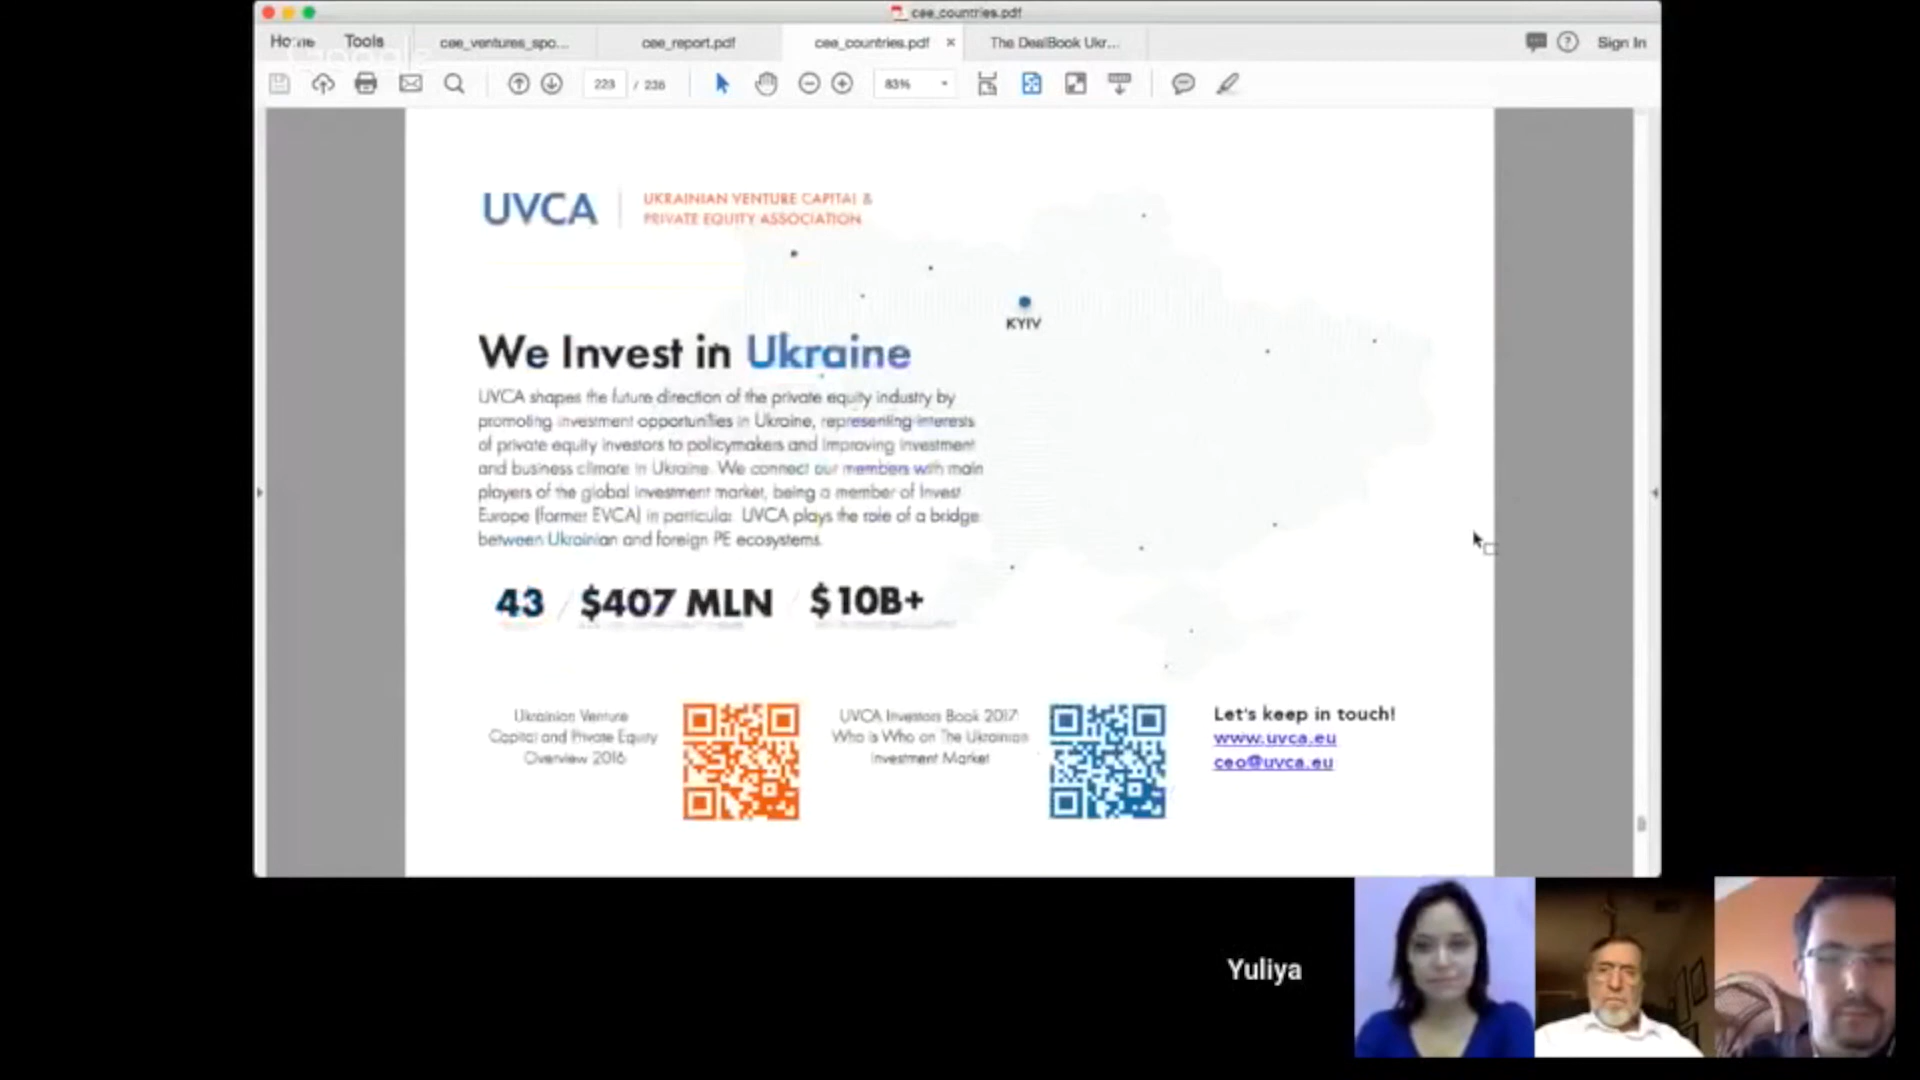 cee_countries.pdf
Home Tools cee_ventures_spo... cee_report.pdf cee_countries.pdf × The DealBook Ukr... Sign In
223 / 236 83%
UVCA
UKRAINIAN VENTURE CAPITAL &
PRIVATE EQUITY ASSOCIATION
KYIV
We Invest in Ukraine
UVCA shapes the future direction of the private equity industry by
promoting investment opportunities in Ukraine, representing interests
of private equity investors to policymakers and improving investment
and business climate in Ukraine. We connect our members with main
players of the global investment market, being a member of Invest
Europe (former EVCA) in particular. UVCA plays the role of a bridge
between Ukrainian and foreign PE ecosystems.
43 / $407 MLN / $10B+
Ukrainian Venture
Capital and Private Equity
Overview 2016
UVCA Investors Book 2017:
Who is Who on The Ukrainian
Investment Market
Let's keep in touch!
www.uvca.eu
ceo@uvca.eu
Yuliya